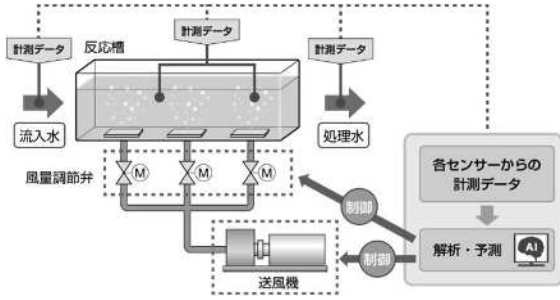 計測データ
計測データ
計測データ
反応槽
流入水
処理水
風量調節弁
M
M
M
各センサーからの
計測データ
制御
解析・予測
AI
制御
送風機